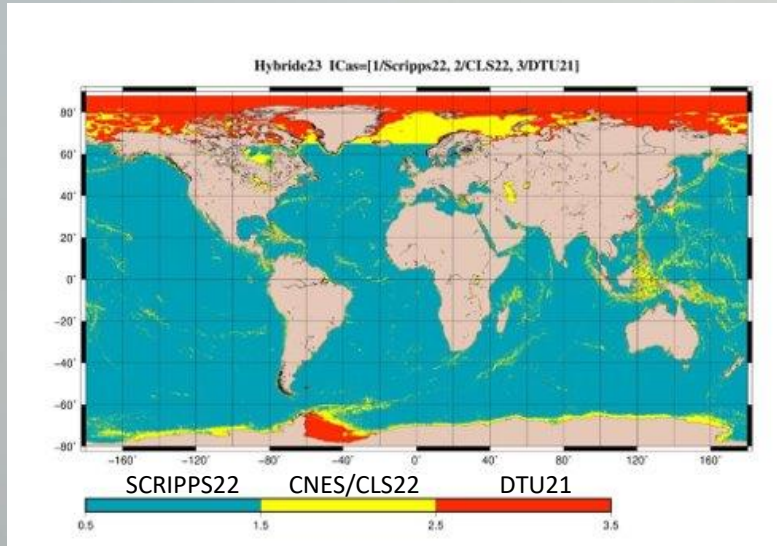 Hybride23 ICas=[1/Scripps22, 2/CLS22, 3/DTU21]
80˚
60˚
40˚
20˚
0˚
−20˚
−40˚
−60˚
−80˚
−160˚ −120˚ −80˚ −40˚ 0˚ 40˚ 80˚ 120˚ 160˚
SCRIPPS22 CNES/CLS22 DTU21
0.5 1.5 2.5 3.5